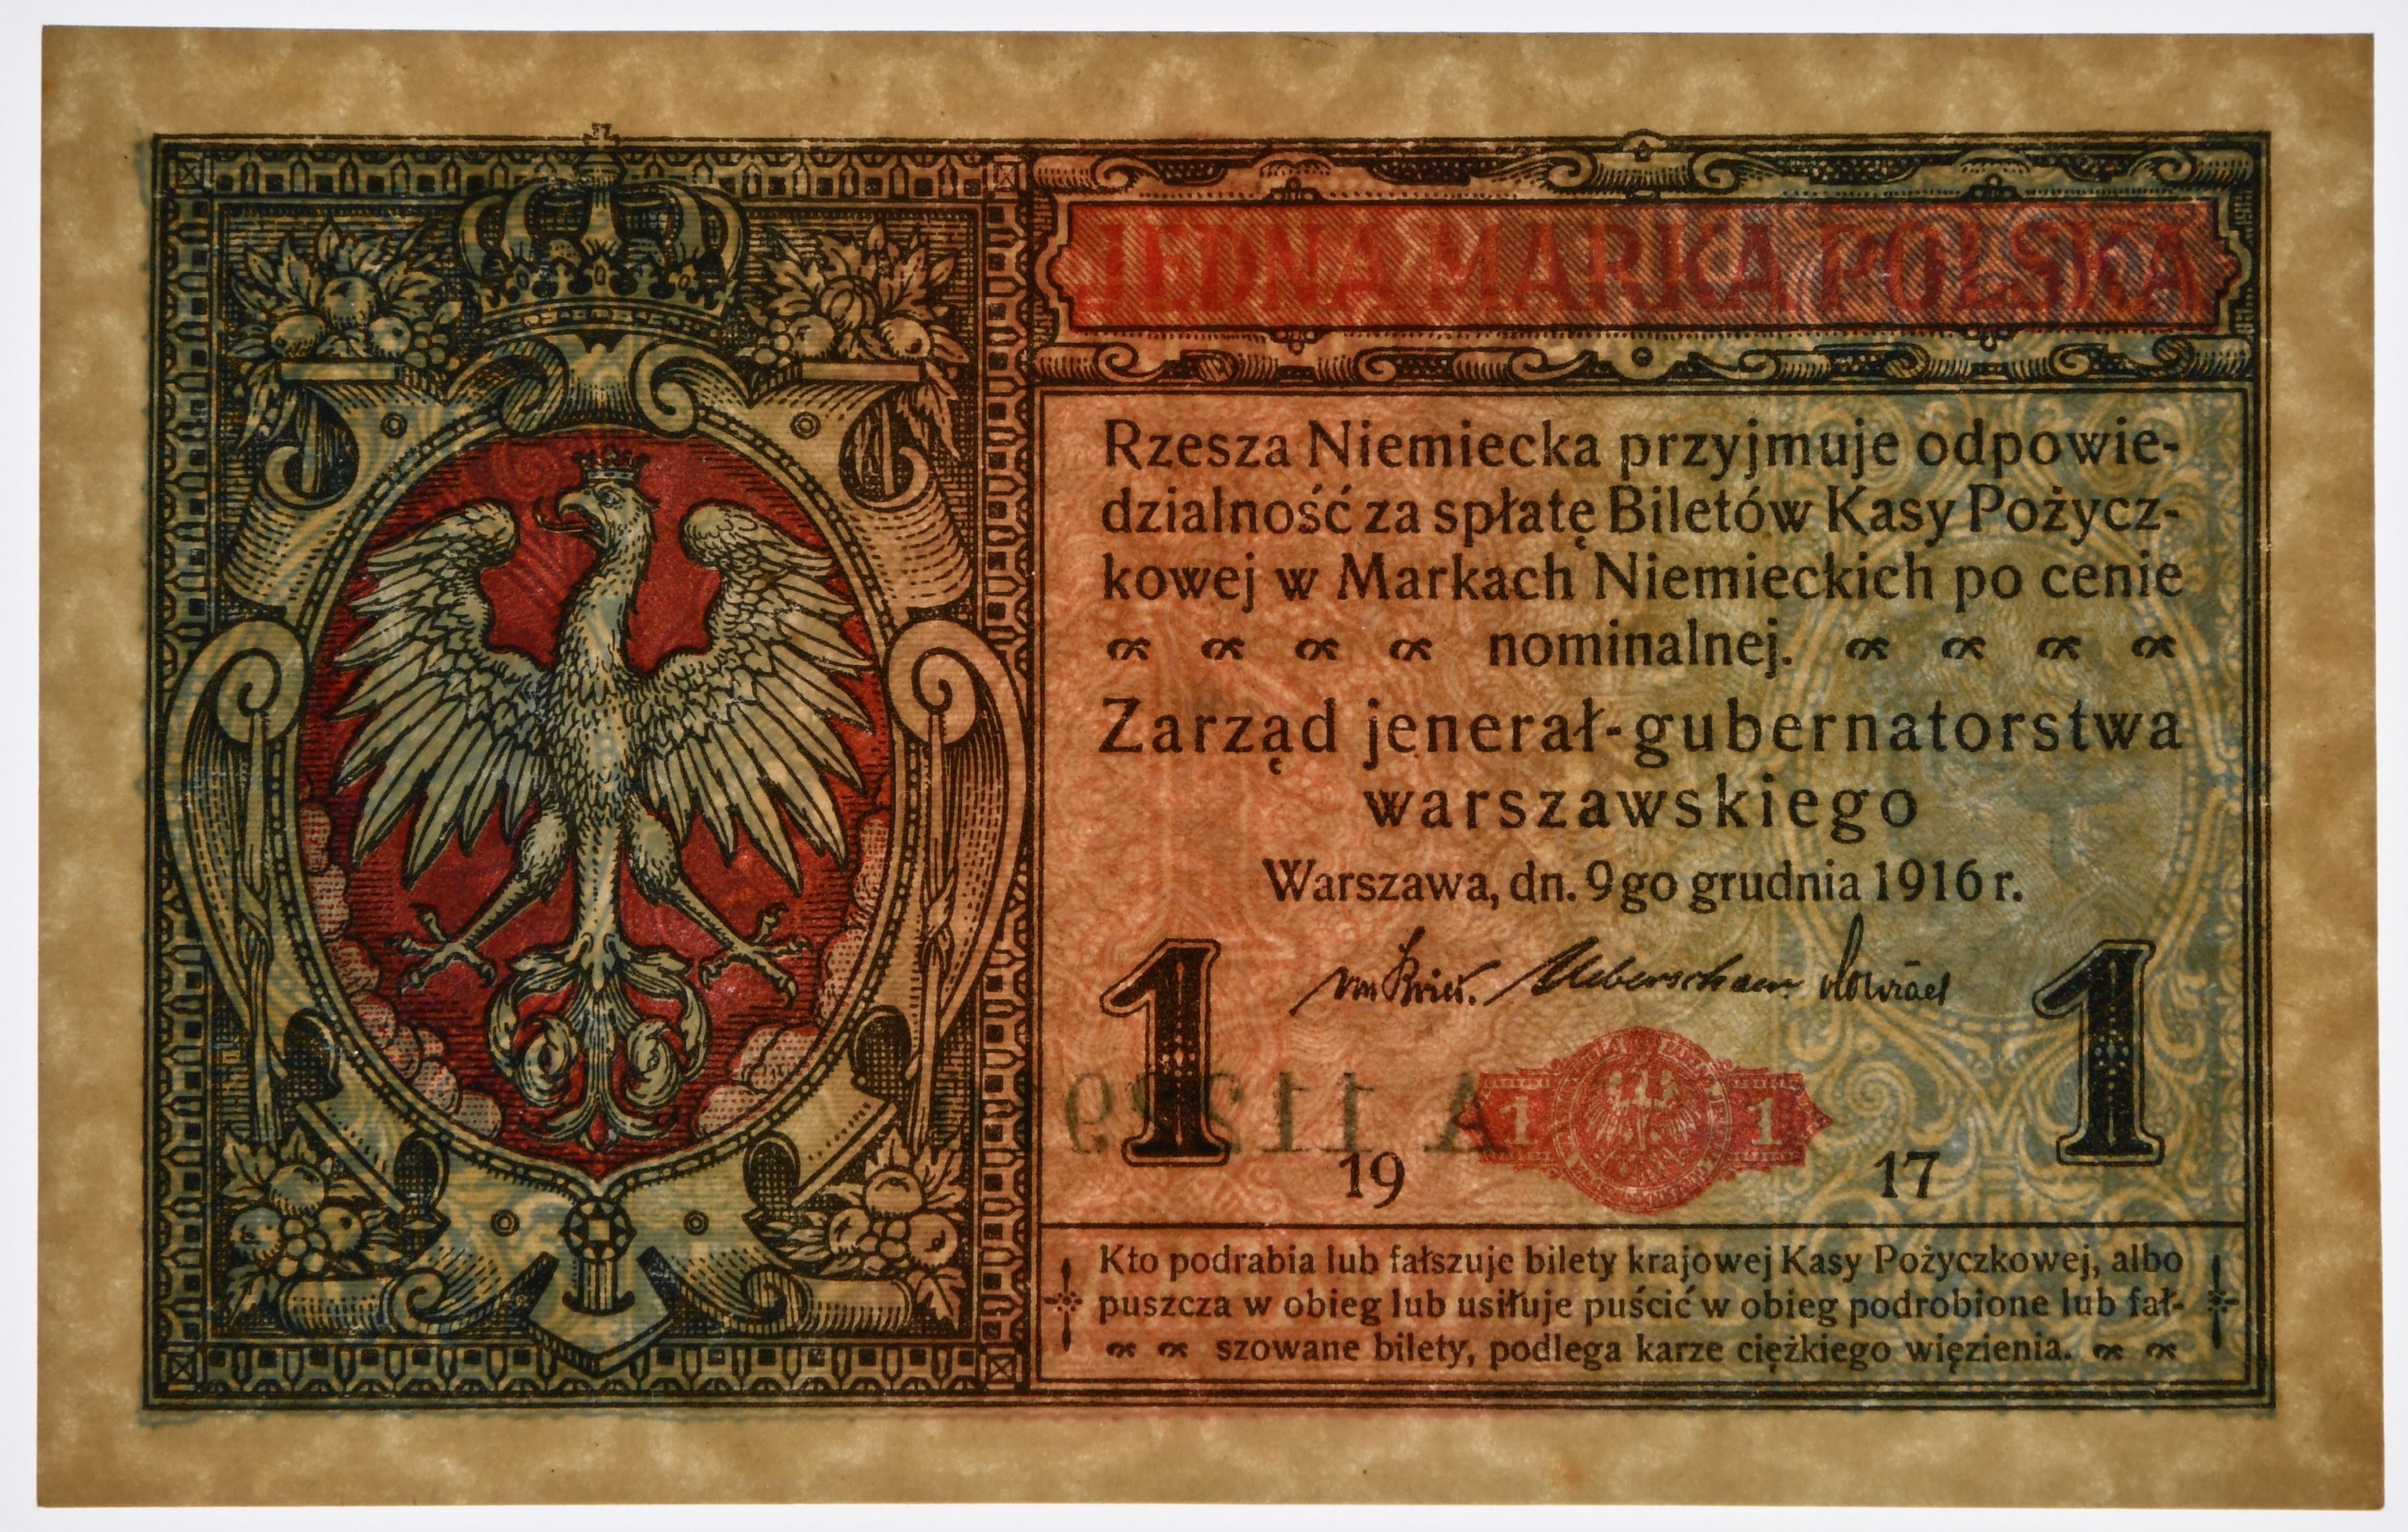 JEDNA MARKA POLSKA
Rzesza Niemiecka przyjmuje odpowie-
dzialność za spłatę Biletów Kasy Pożycz-
kowej w Markach Niemieckich po cenie
nominalnej.
Zarząd jenerał-gubernatorstwa
warszawskiego
Warszawa, dn. 9go grudnia 1916 r.
1 1
A 11
1 1
19 17
Kto podrabia lub fałszuje bilety krajowej Kasy Pożyczkowej, albo
puszcza w obieg lub usiłuje puścić w obieg podrobione lub fał-
szowane bilety, podlega karze ciężkiego więzienia.